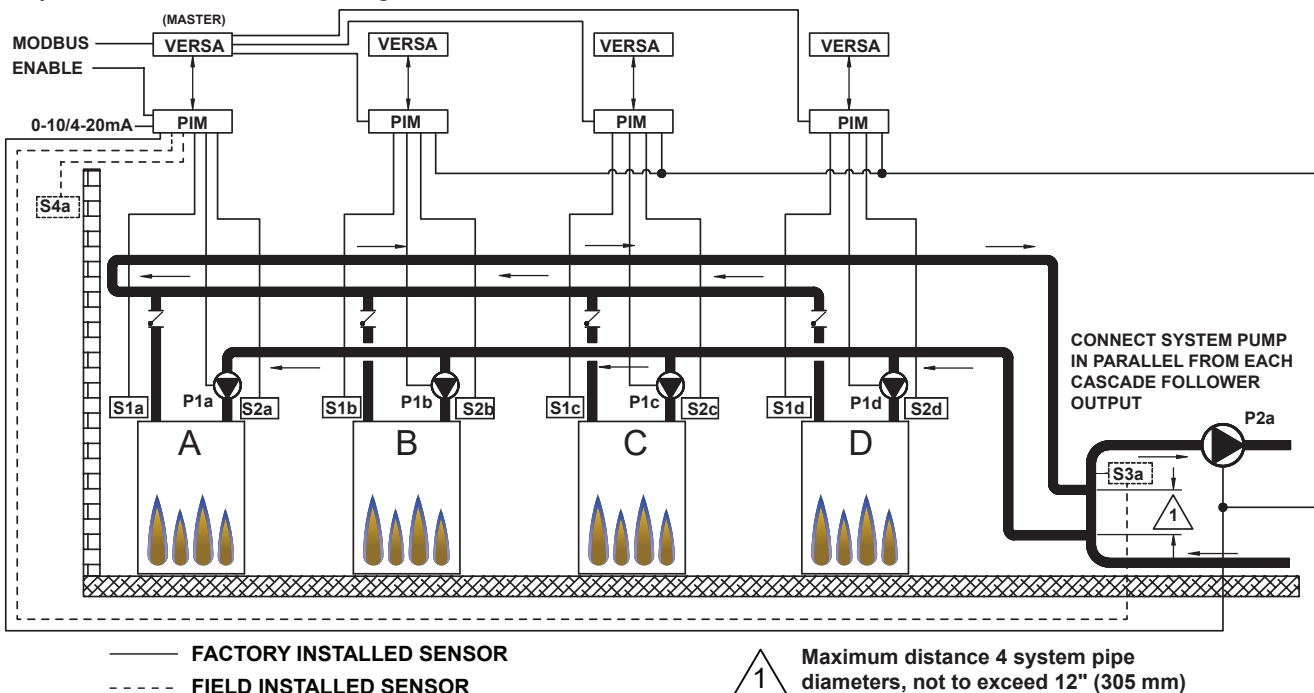 (MASTER)
MODBUS
VERSA
VERSA
VERSA
VERSA
ENABLE
0-10/4-20mA
PIM
PIM
PIM
PIM
S4a
CONNECT SYSTEM PUMP
IN PARALLEL FROM EACH
CASCADE FOLLOWER
OUTPUT
S1a
P1a
S2a
S1b
P1b
S2b
S1c
P1c
S2c
S1d
P1d
S2d
P2a
A
B
C
D
S3a
1
FACTORY INSTALLED SENSOR
FIELD INSTALLED SENSOR
1
Maximum distance 4 system pipe
diameters, not to exceed 12" (305 mm)